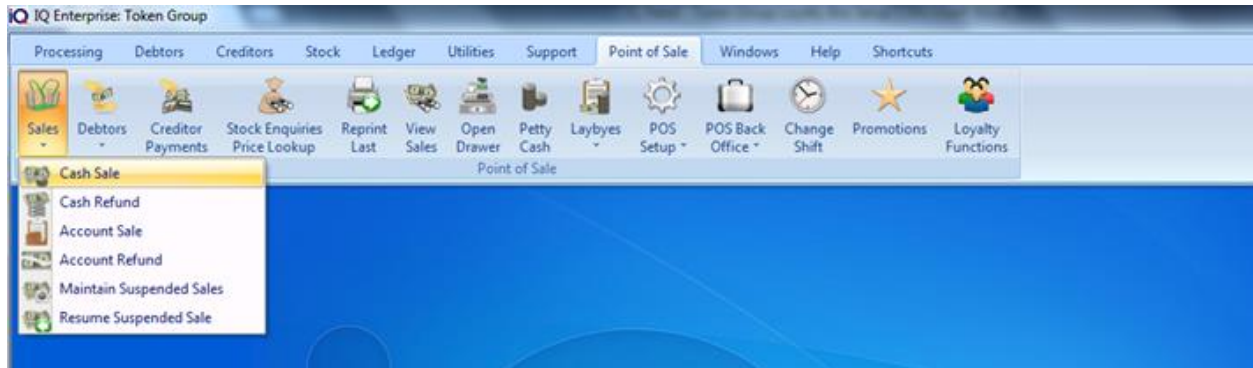 iQ IQ Enterprise: Token Group
Processing Debtors Creditors Stock Ledger Utilities Support Point of Sale Windows Help Shortcuts
Sales Debtors Creditor Payments Stock Enquiries Price Lookup Reprint Last View Sales Open Drawer Petty Cash Laybyes POS Setup POS Back Office Change Shift Promotions Loyalty Functions
Point of Sale
Cash Sale
Cash Refund
Account Sale
Account Refund
Maintain Suspended Sales
Resume Suspended Sale